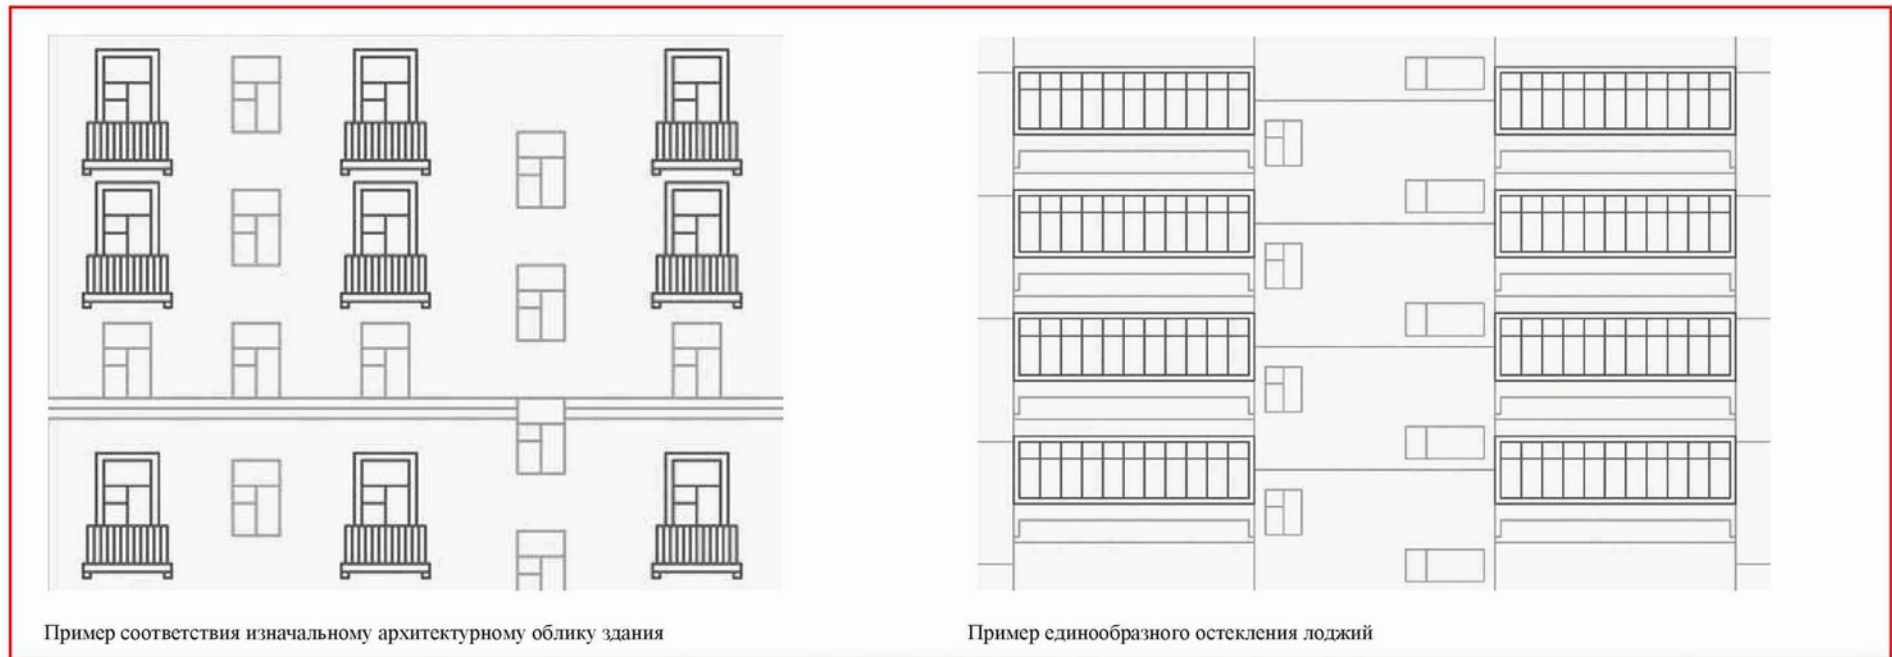 Пример соответствия изначальному архитектурному облику здания
Пример единообразного остекления лоджий